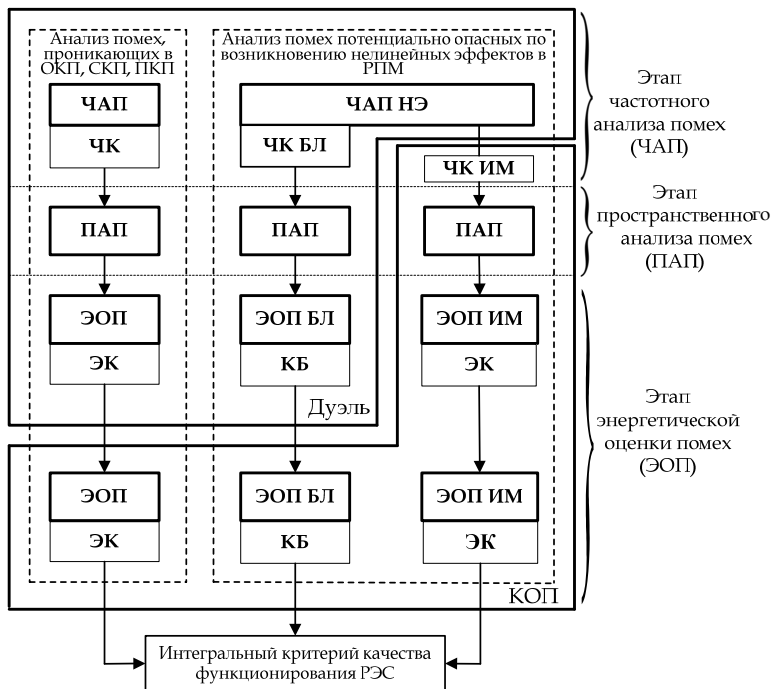 Анализ помех,
проникающих в
ОКП, СКП, ПКП
Анализ помех потенциально опасных по
возникновению нелинейных эффектов в
РПМ
ЧАП
ЧК
ЧАП НЭ
ЧК БЛ
ЧК ИМ
Этап
частотного
анализа помех
(ЧАП)
ПАП
ПАП
ПАП
Этап
пространственного
анализа помех
(ПАП)
ЭОП
ЭК
ЭОП БЛ
КБ
ЭОП ИМ
ЭК
Дуэль
Этап
энергетической
оценки помех
(ЭОП)
ЭОП
ЭК
ЭОП БЛ
КБ
ЭОП ИМ
ЭК
КОП
Интегральный критерий качества
функционирования РЭС